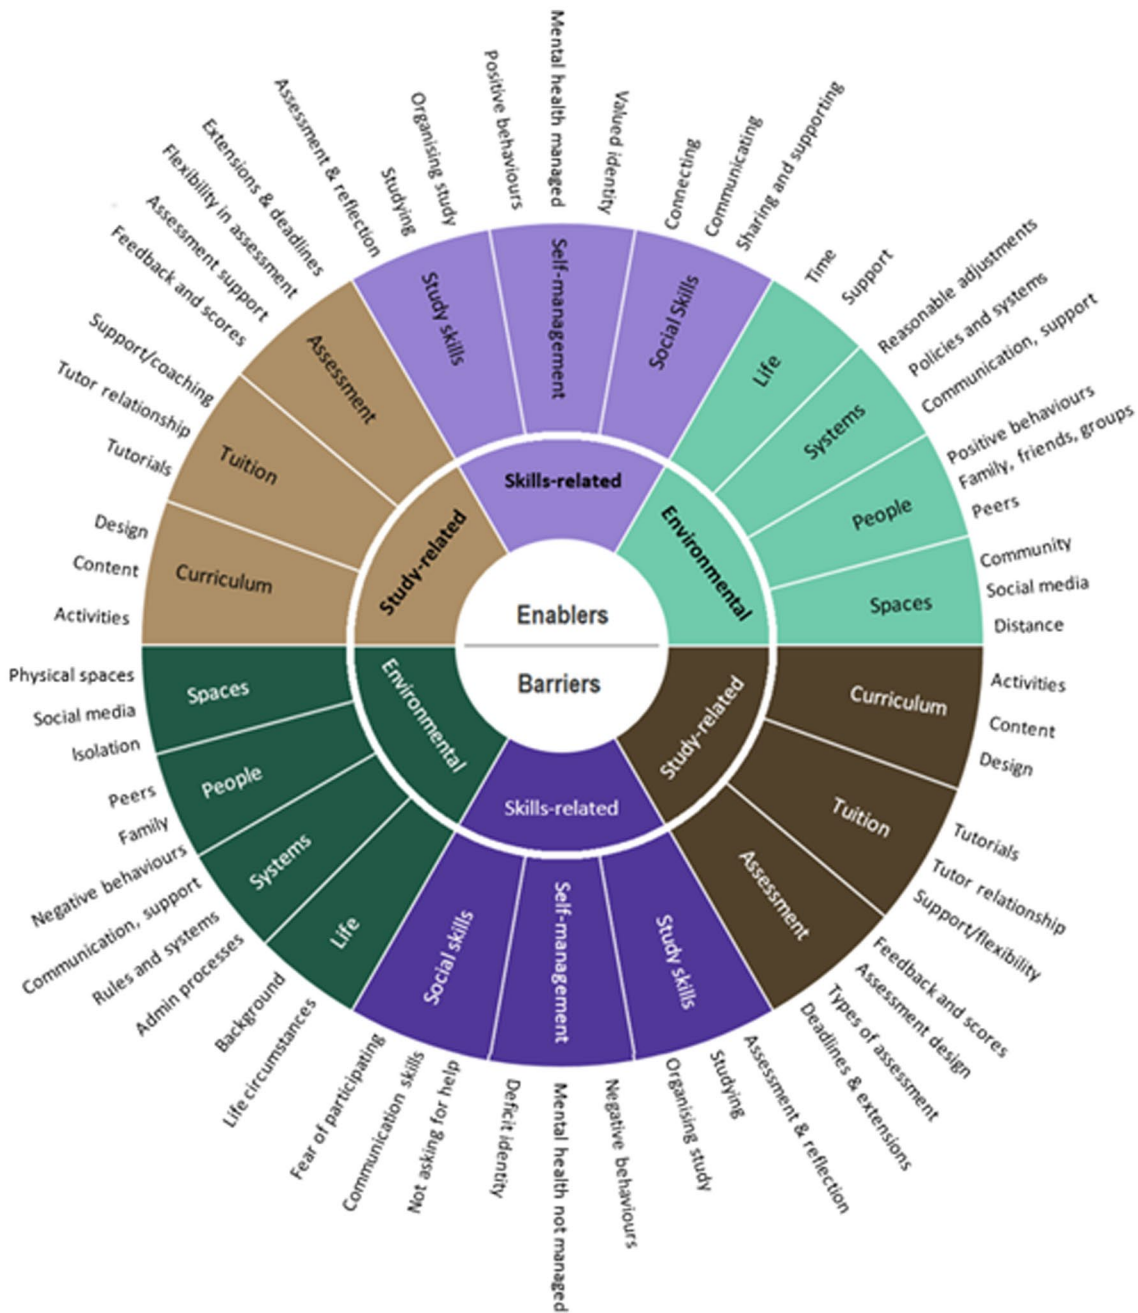 Enablers
Skills-related
Study skills
Assessment & reflection
Studying
Organising study
Self-management
Positive behaviours
Mental health managed
Valued identity
Social Skills
Connecting
Communicating
Sharing and supporting
Environmental
Life
Time
Support
Systems
Reasonable adjustments
Policies and systems
Communication, support
People
Positive behaviours
Family, friends, groups
Peers
Spaces
Community
Social media
Distance
Study-related
Assessment
Extensions & deadlines
Flexibility in assessment
Assessment support
Feedback and scores
Tuition
Support/coaching
Tutor relationship
Tutorials
Curriculum
Design
Content
Activities
Barriers
Study-related
Curriculum
Activities
Content
Design
Tuition
Tutorials
Tutor relationship
Support/flexibility
Assessment
Feedback and scores
Assessment design
Types of assessment
Deadlines & extensions
Skills-related
Study skills
Assessment & reflection
Studying
Organising study
Self-management
Negative behaviours
Mental health not managed
Deficit identity
Social skills
Not asking for help
Communication skills
Fear of participating
Environmental
Life
Life circumstances
Background
Systems
Admin processes
Rules and systems
Communication, support
People
Negative behaviours
Family
Peers
Spaces
Isolation
Social media
Physical spaces